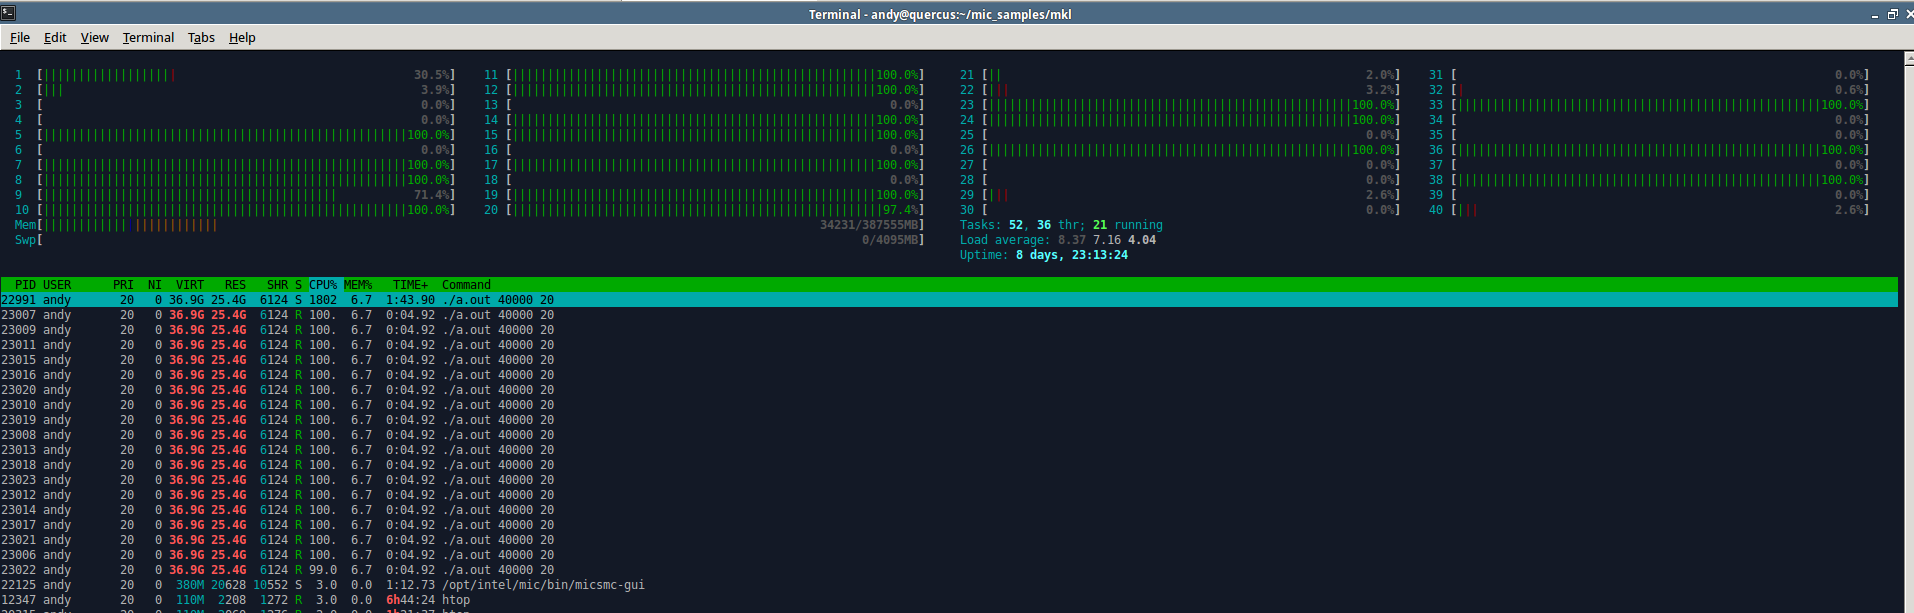 Terminal - andy@quercus:~/mic_samples/mkl
File Edit View Terminal Tabs Help
1 [ 30.5%] 11 [ 100.0%] 21 [ 2.0%] 31 [ 0.0%]
2 [ 3.9%] 12 [ 100.0%] 22 [ 3.2%] 32 [ 0.6%]
3 [ 0.0%] 13 [ 0.0%] 23 [ 100.0%] 33 [ 100.0%]
4 [ 0.0%] 14 [ 100.0%] 24 [ 100.0%] 34 [ 0.0%]
5 [ 100.0%] 15 [ 100.0%] 25 [ 0.0%] 35 [ 0.0%]
6 [ 0.0%] 16 [ 0.0%] 26 [ 100.0%] 36 [ 100.0%]
7 [ 100.0%] 17 [ 100.0%] 27 [ 0.0%] 37 [ 0.0%]
8 [ 100.0%] 18 [ 0.0%] 28 [ 0.0%] 38 [ 100.0%]
9 [ 71.4%] 19 [ 100.0%] 29 [ 2.6%] 39 [ 0.0%]
10 [ 100.0%] 20 [ 97.4%] 30 [ 0.0%] 40 [ 2.6%]
Mem[ 34231/387555MB] Tasks: 52, 36 thr; 21 running
Swp[ 0/4095MB] Load average: 8.37 7.16 4.04
Uptime: 8 days, 23:13:24
PID USER PRI NI VIRT RES SHR S CPU% MEM% TIME+ Command
22991 andy 20 0 36.9G 25.4G 6124 S 1802 6.7 1:43.90 ./a.out 40000 20
23007 andy 20 0 36.9G 25.4G 6124 R 100. 6.7 0:04.92 ./a.out 40000 20
23009 andy 20 0 36.9G 25.4G 6124 R 100. 6.7 0:04.92 ./a.out 40000 20
23011 andy 20 0 36.9G 25.4G 6124 R 100. 6.7 0:04.92 ./a.out 40000 20
23015 andy 20 0 36.9G 25.4G 6124 R 100. 6.7 0:04.92 ./a.out 40000 20
23016 andy 20 0 36.9G 25.4G 6124 R 100. 6.7 0:04.92 ./a.out 40000 20
23020 andy 20 0 36.9G 25.4G 6124 R 100. 6.7 0:04.92 ./a.out 40000 20
23010 andy 20 0 36.9G 25.4G 6124 R 100. 6.7 0:04.92 ./a.out 40000 20
23019 andy 20 0 36.9G 25.4G 6124 R 100. 6.7 0:04.92 ./a.out 40000 20
23008 andy 20 0 36.9G 25.4G 6124 R 100. 6.7 0:04.92 ./a.out 40000 20
23013 andy 20 0 36.9G 25.4G 6124 R 100. 6.7 0:04.92 ./a.out 40000 20
23018 andy 20 0 36.9G 25.4G 6124 R 100. 6.7 0:04.92 ./a.out 40000 20
23023 andy 20 0 36.9G 25.4G 6124 R 100. 6.7 0:04.92 ./a.out 40000 20
23012 andy 20 0 36.9G 25.4G 6124 R 100. 6.7 0:04.92 ./a.out 40000 20
23014 andy 20 0 36.9G 25.4G 6124 R 100. 6.7 0:04.92 ./a.out 40000 20
23017 andy 20 0 36.9G 25.4G 6124 R 100. 6.7 0:04.92 ./a.out 40000 20
23021 andy 20 0 36.9G 25.4G 6124 R 100. 6.7 0:04.92 ./a.out 40000 20
23006 andy 20 0 36.9G 25.4G 6124 R 100. 6.7 0:04.92 ./a.out 40000 20
23022 andy 20 0 36.9G 25.4G 6124 R 99.0 6.7 0:04.92 ./a.out 40000 20
22125 andy 20 0 380M 20628 10552 S 3.0 0.0 1:12.73 /opt/intel/mic/bin/micsmc-gui
12347 andy 20 0 110M 2208 1272 R 3.0 0.0 6h44:24 htop